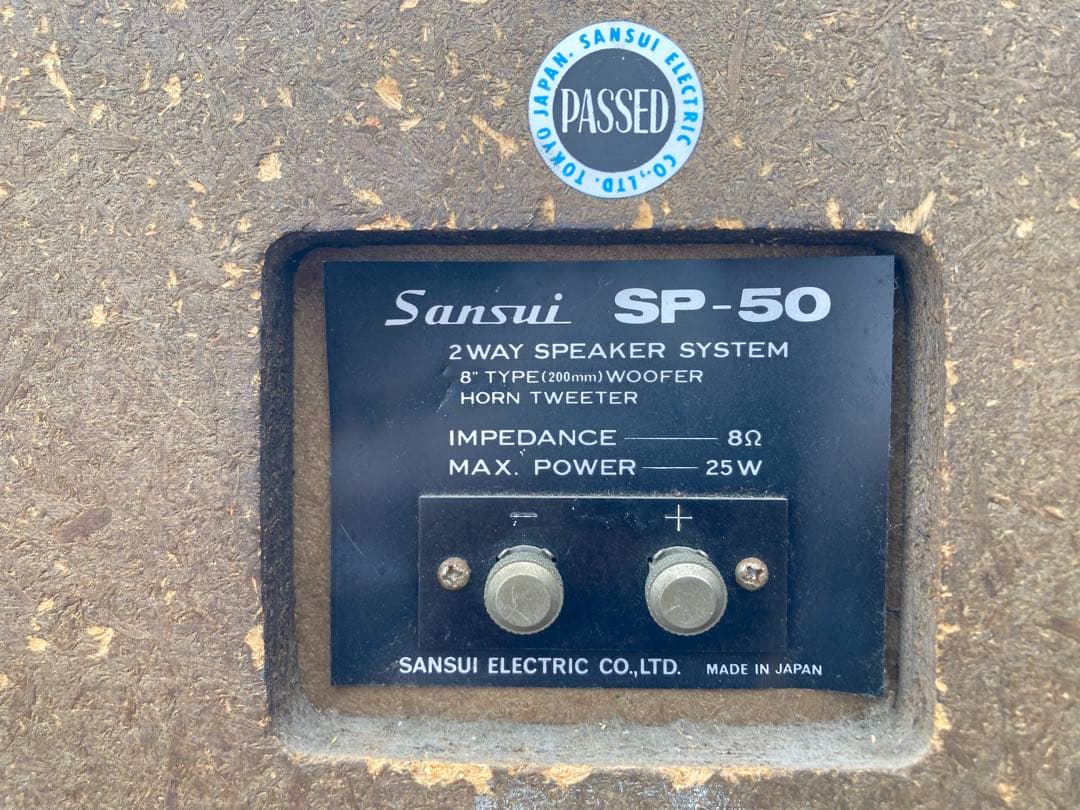 TOKYO JAPAN. SANSUI ELECTRIC CO.,LTD.
PASSED
Sansui SP-50
2WAY SPEAKER SYSTEM
8" TYPE(200mm)WOOFER
HORN TWEETER
IMPEDANCE — 8Ω
MAX. POWER — 25W
− +
SANSUI ELECTRIC CO.,LTD. MADE IN JAPAN